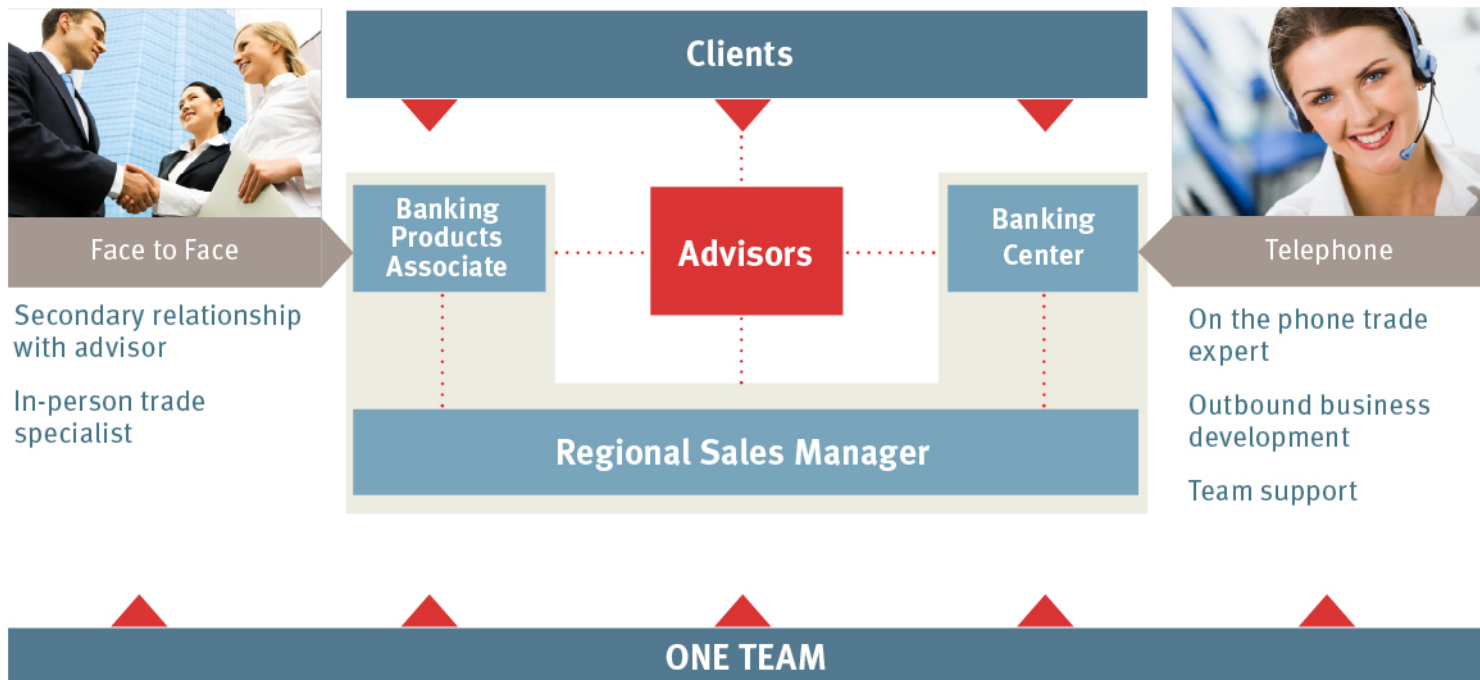 Clients
Banking
Products
Associate
Advisors
Banking
Center
Face to Face
Telephone
Secondary relationship
with advisor
In-person trade
specialist
On the phone trade
expert
Outbound business
development
Team support
Regional Sales Manager
ONE TEAM